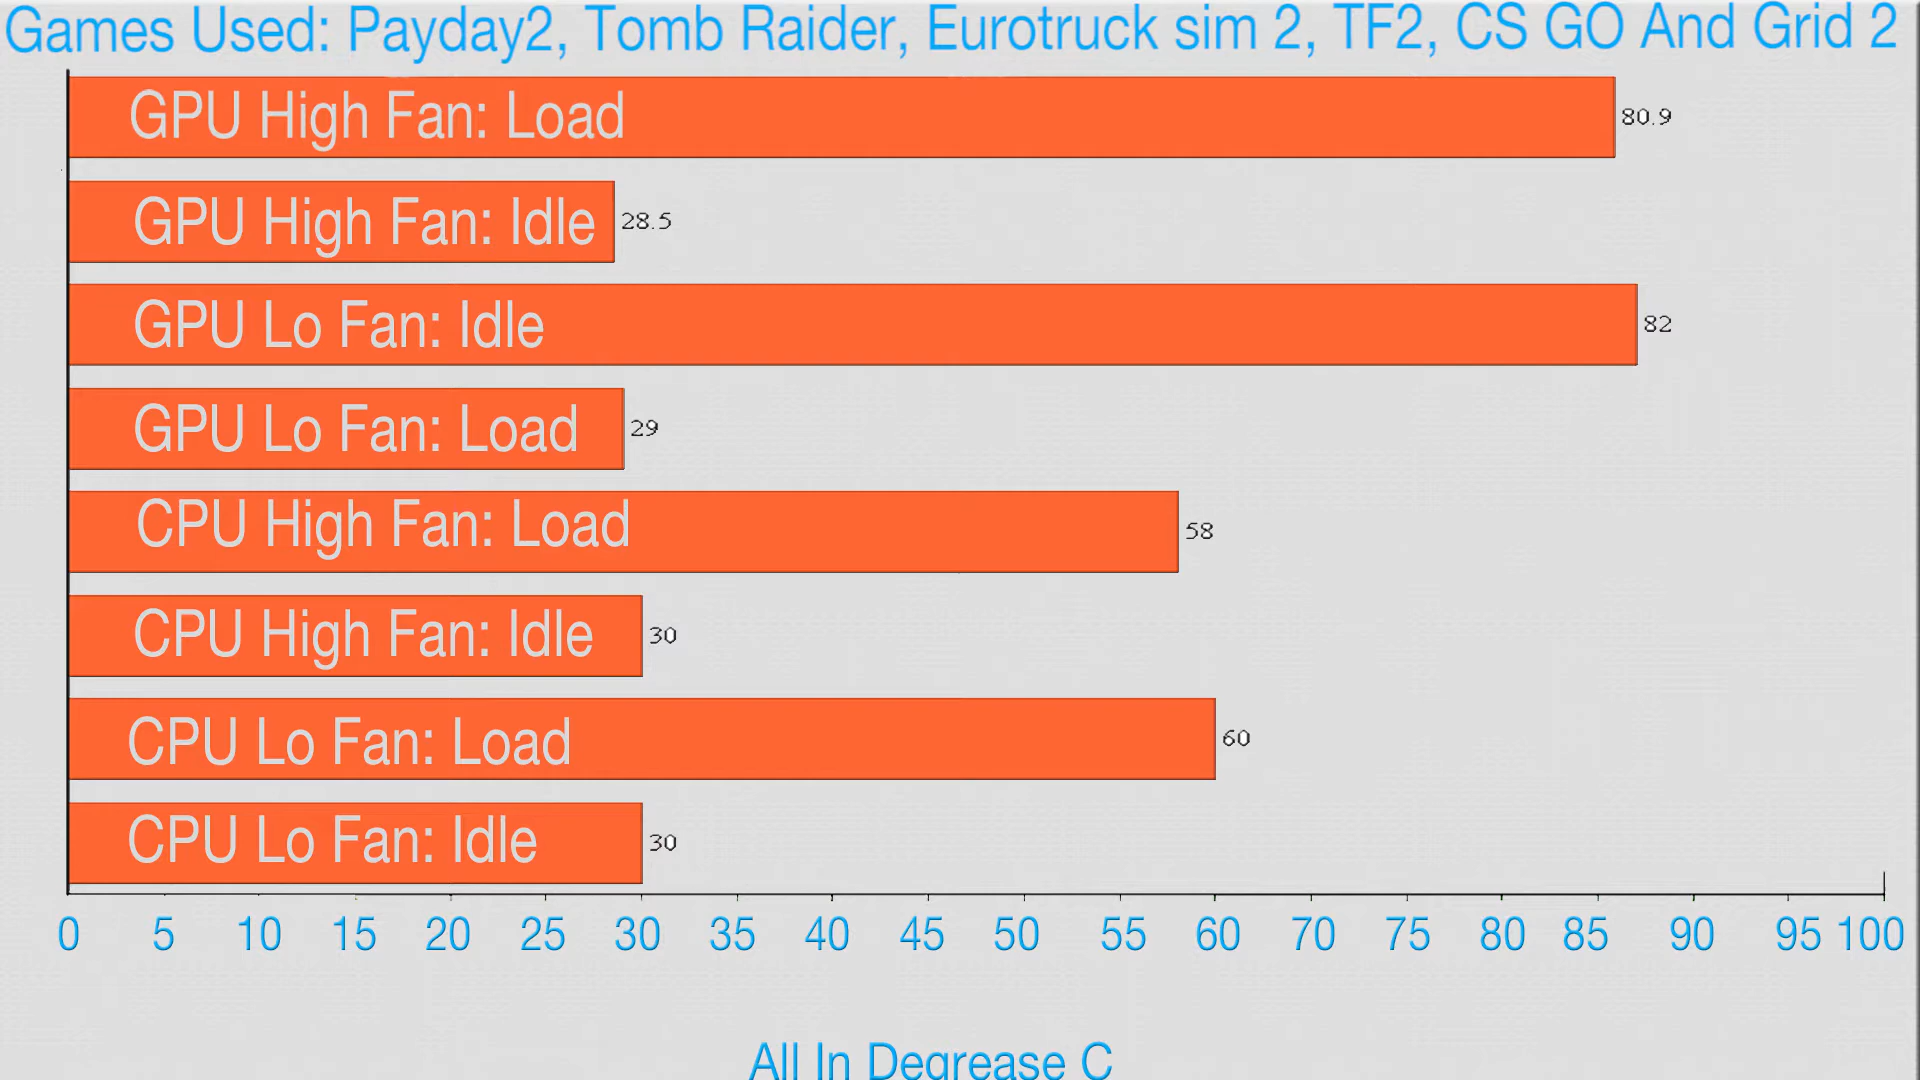 Games Used: Payday2, Tomb Raider, Eurotruck sim 2, TF2, CS GO And Grid 2
GPU High Fan: Load 80.9
GPU High Fan: Idle 28.5
GPU Lo Fan: Idle 82
GPU Lo Fan: Load 29
CPU High Fan: Load 58
CPU High Fan: Idle 30
CPU Lo Fan: Load 60
CPU Lo Fan: Idle 30
0 5 10 15 20 25 30 35 40 45 50 55 60 70 75 80 85 90 95 100
All In Degrease C